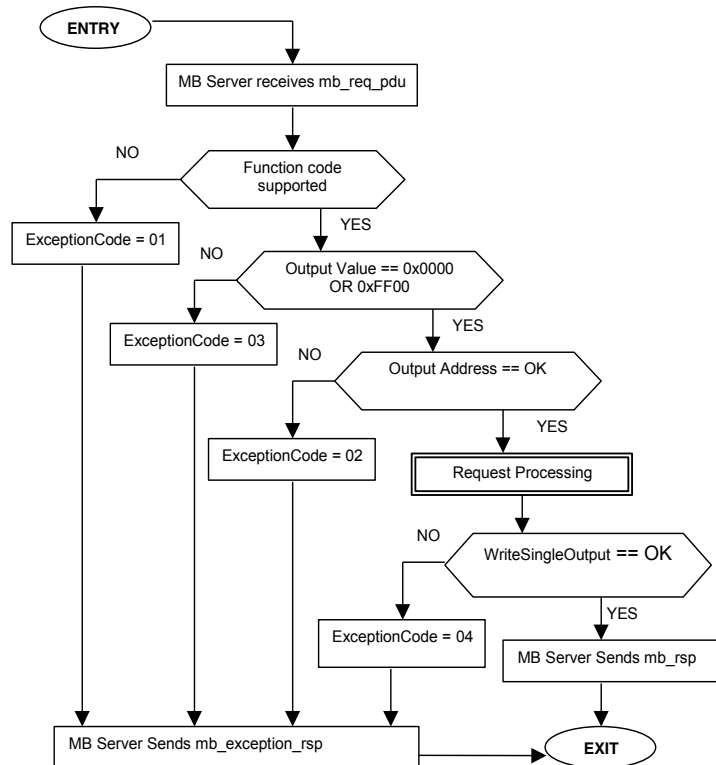 ENTRY
MB Server receives mb_req_pdu
NO
Function code
supported
YES
ExceptionCode = 01
NO
Output Value == 0x0000
OR 0xFF00
YES
ExceptionCode = 03
NO
Output Address == OK
YES
ExceptionCode = 02
Request Processing
NO
WriteSingleOutput == OK
YES
ExceptionCode = 04
MB Server Sends mb_rsp
MB Server Sends mb_exception_rsp
EXIT